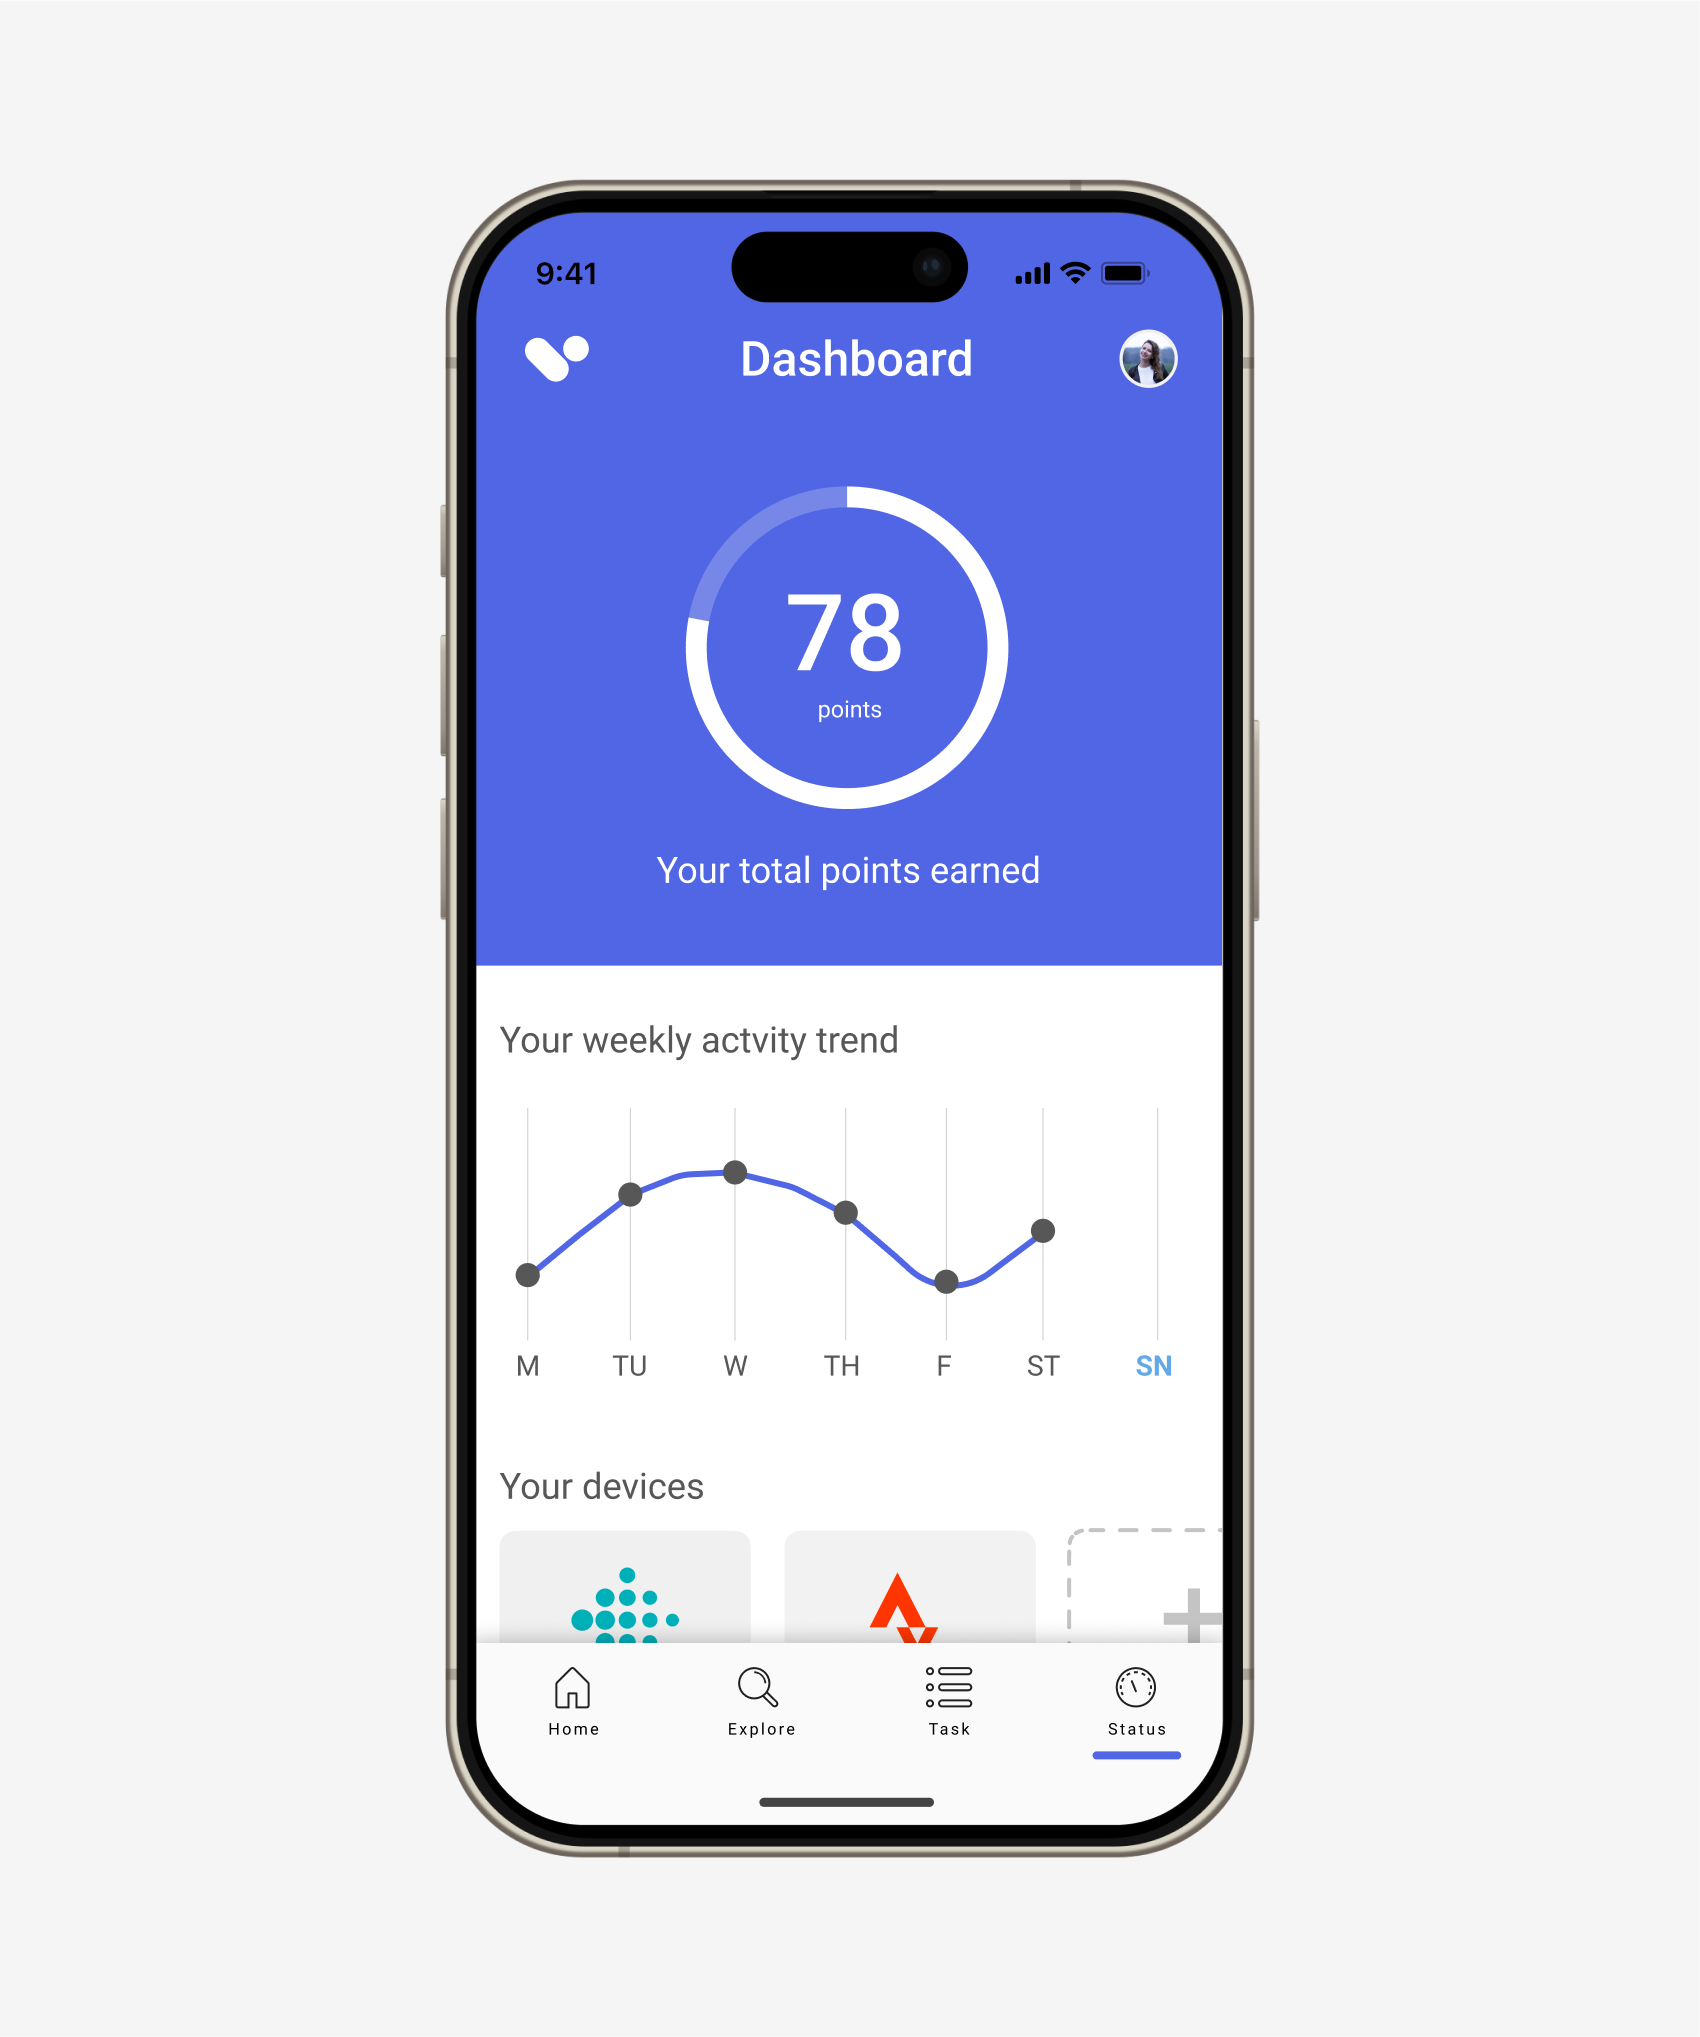 9:41
Dashboard
78
points
Your total points earned
Your weekly actvity trend
M TU W TH F ST SN
Your devices
Home Explore Task Status